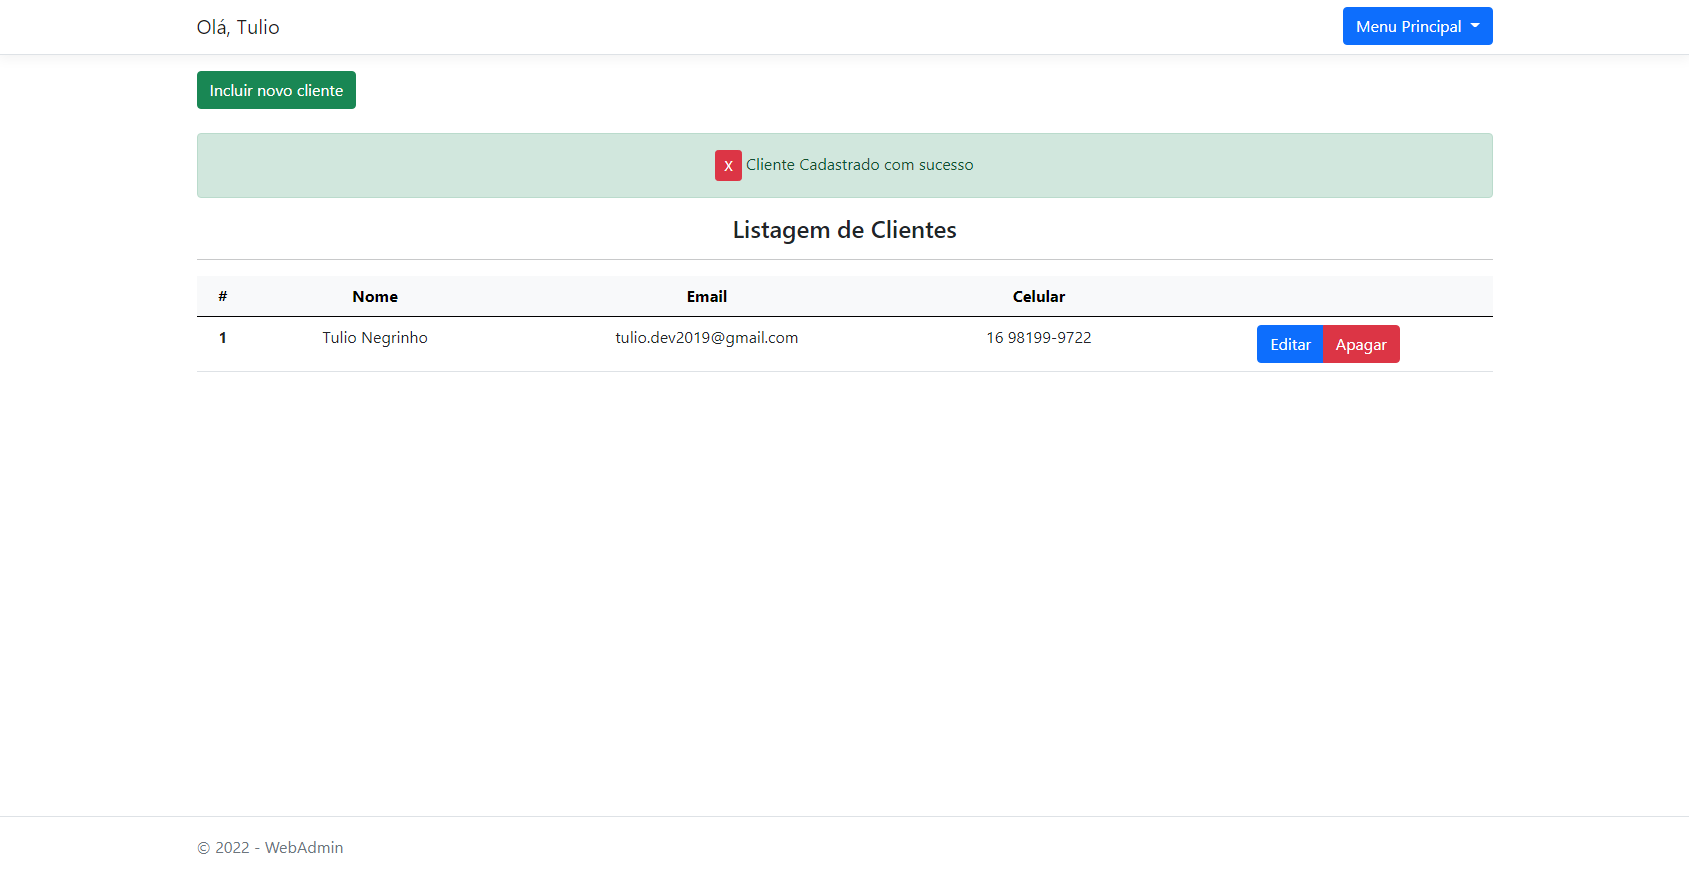 Olá, Tulio
Menu Principal
Incluir novo cliente
X Cliente Cadastrado com sucesso
Listagem de Clientes
# Nome Email Celular
1 Tulio Negrinho tulio.dev2019@gmail.com 16 98199-9722 Editar Apagar
© 2022 - WebAdmin